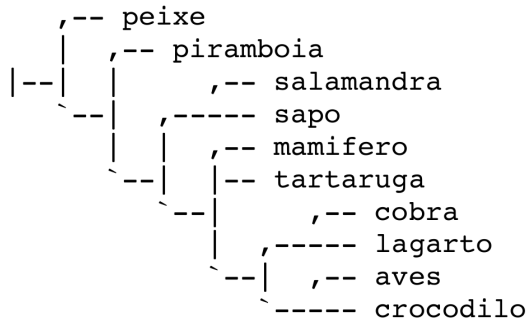 peixe
piramboia
salamandra
sapo
mamifero
tartaruga
cobra
lagarto
aves
crocodilo